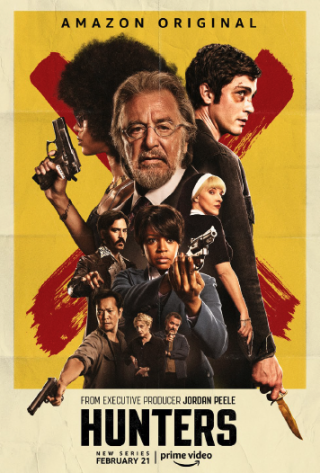 AMAZON ORIGINAL
FROM EXECUTIVE PRODUCER JORDAN PEELE
HUNTERS
NEW SERIES
FEBRUARY 21 | prime video